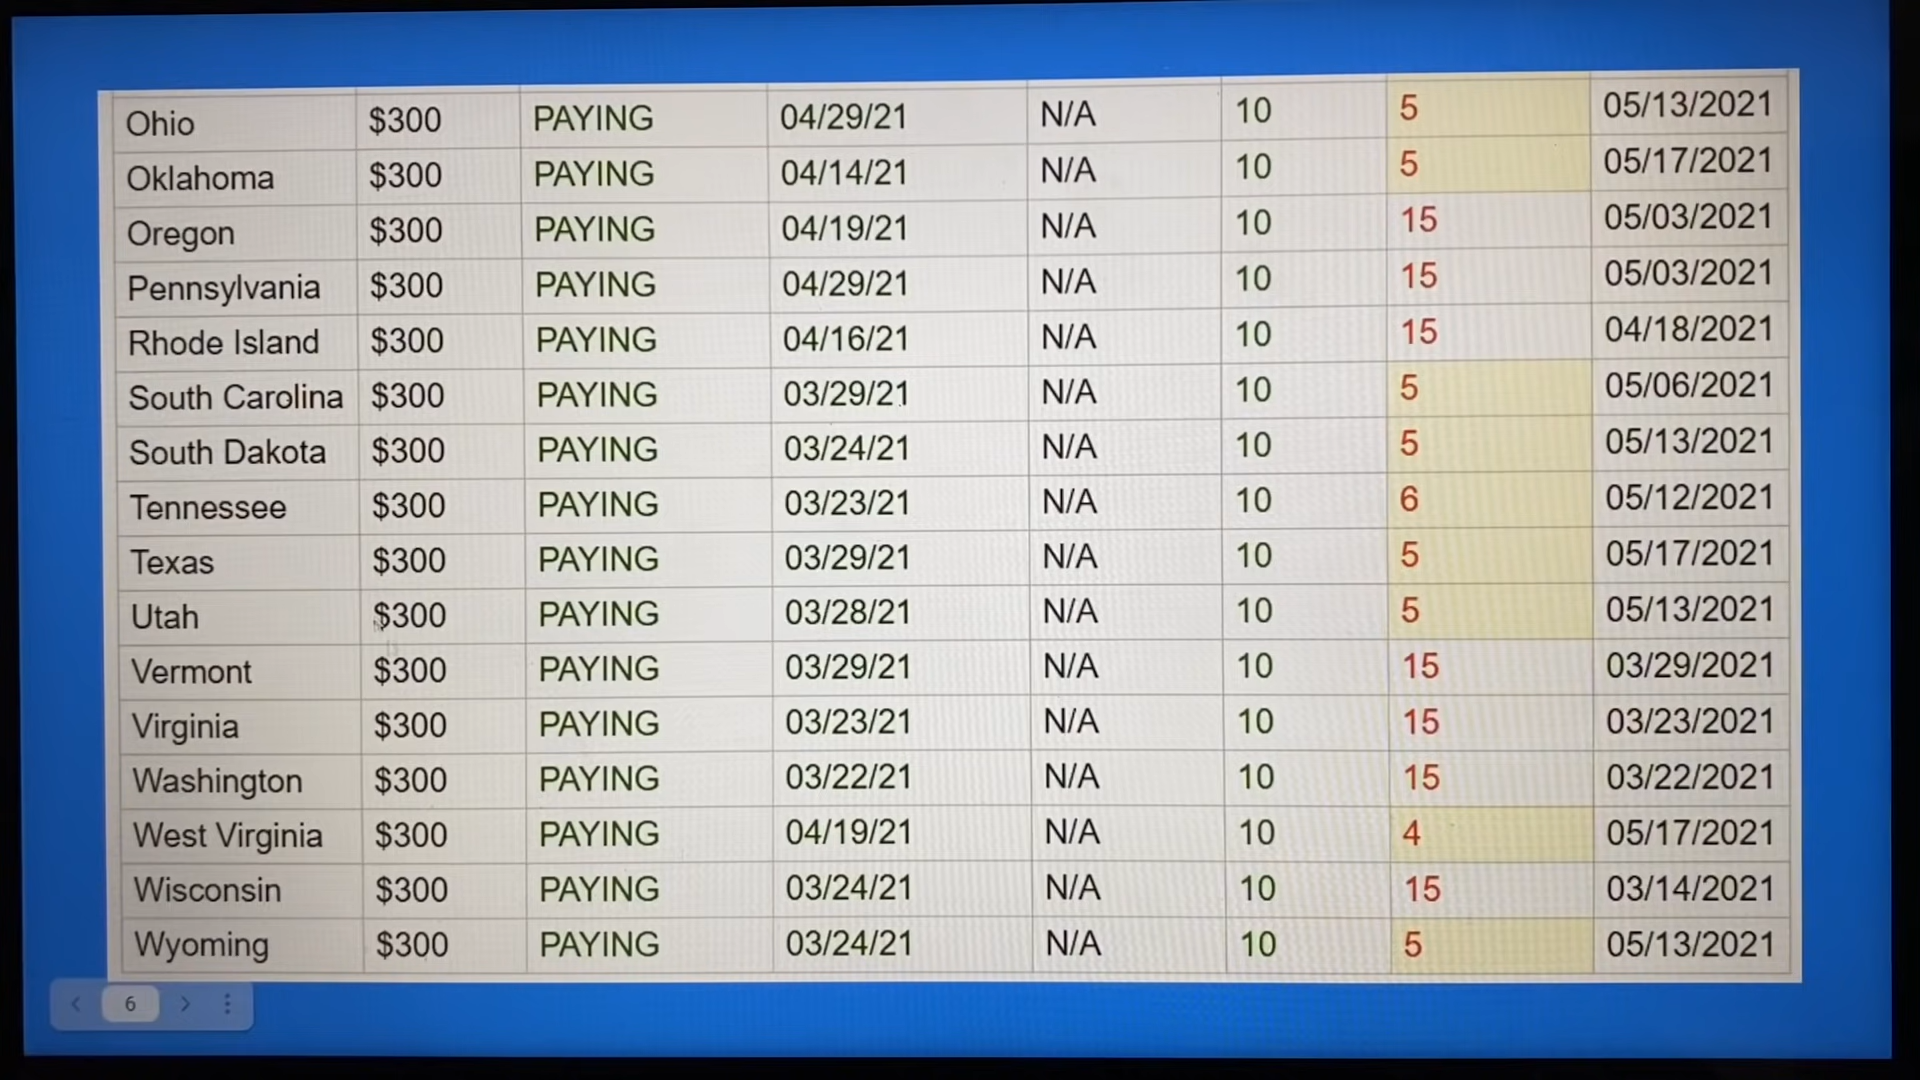 Ohio $300 PAYING 04/29/21 N/A 10 5 05/13/2021
Oklahoma $300 PAYING 04/14/21 N/A 10 5 05/17/2021
Oregon $300 PAYING 04/19/21 N/A 10 15 05/03/2021
Pennsylvania $300 PAYING 04/29/21 N/A 10 15 05/03/2021
Rhode Island $300 PAYING 04/16/21 N/A 10 15 04/18/2021
South Carolina $300 PAYING 03/29/21 N/A 10 5 05/06/2021
South Dakota $300 PAYING 03/24/21 N/A 10 5 05/13/2021
Tennessee $300 PAYING 03/23/21 N/A 10 6 05/12/2021
Texas $300 PAYING 03/29/21 N/A 10 5 05/17/2021
Utah $300 PAYING 03/28/21 N/A 10 5 05/13/2021
Vermont $300 PAYING 03/29/21 N/A 10 15 03/29/2021
Virginia $300 PAYING 03/23/21 N/A 10 15 03/23/2021
Washington $300 PAYING 03/22/21 N/A 10 15 03/22/2021
West Virginia $300 PAYING 04/19/21 N/A 10 4 05/17/2021
Wisconsin $300 PAYING 03/24/21 N/A 10 15 03/14/2021
Wyoming $300 PAYING 03/24/21 N/A 10 5 05/13/2021
6